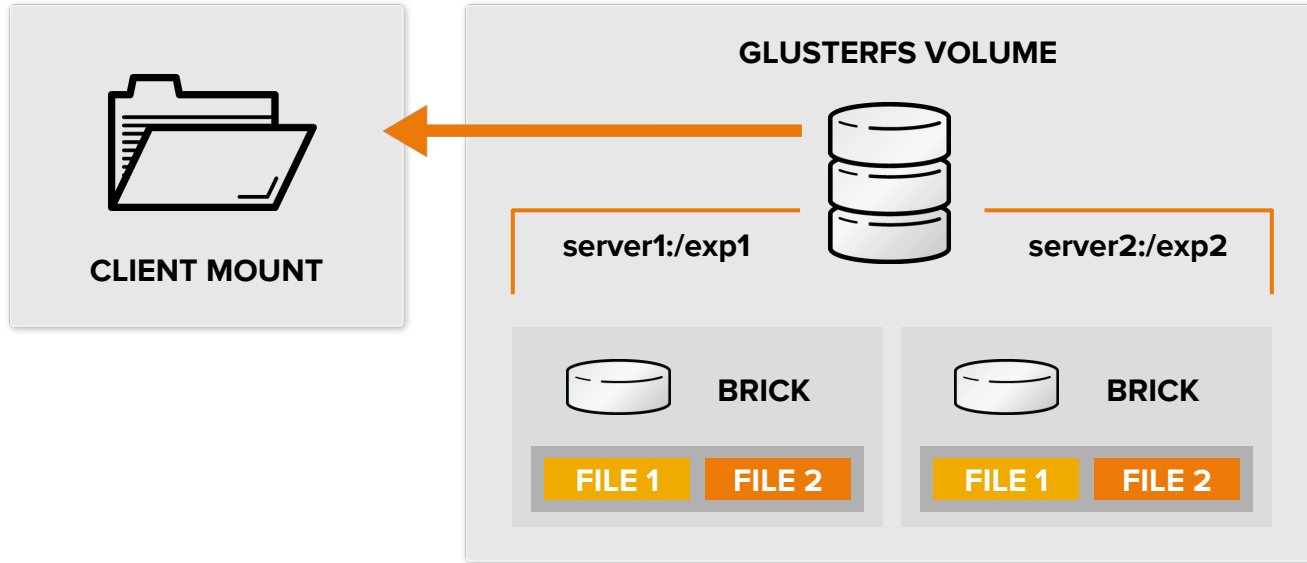 GLUSTERFS VOLUME
CLIENT MOUNT
server1:/exp1
server2:/exp2
BRICK
FILE 1 FILE 2
BRICK
FILE 1 FILE 2